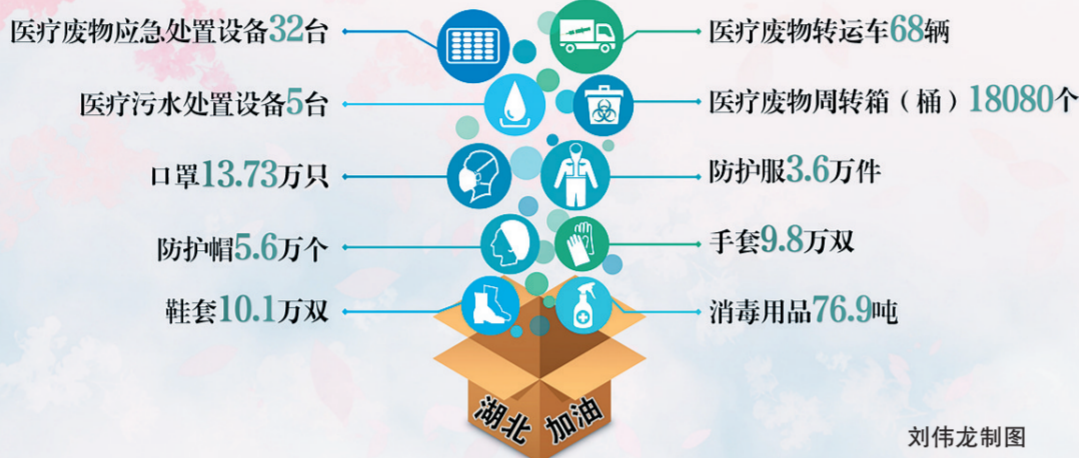 医疗废物应急处置设备32台
医疗废物转运车68辆
医疗污水处置设备5台
医疗废物周转箱（桶）18080个
口罩13.73万只
防护服3.6万件
防护帽5.6万个
手套9.8万双
鞋套10.1万双
消毒用品76.9吨
湖北 加油
刘伟龙制图